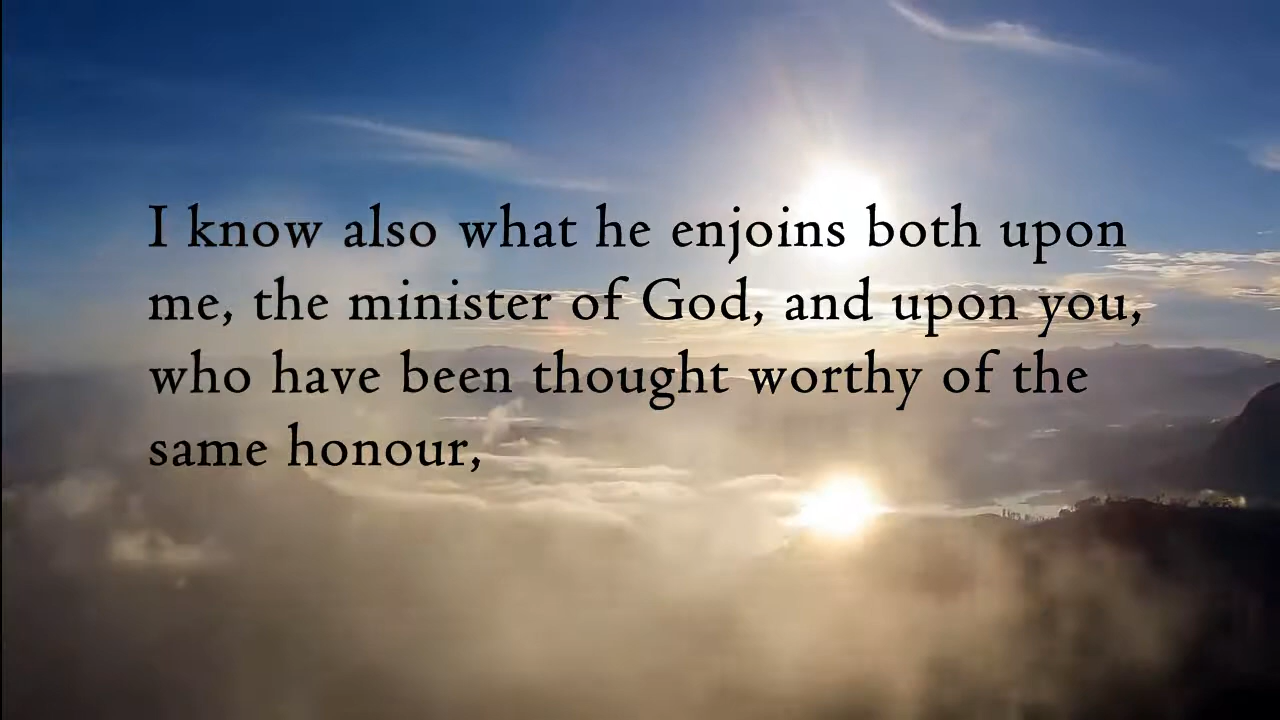 I know also what he enjoins both upon
me, the minister of God, and upon you,
who have been thought worthy of the
same honour,